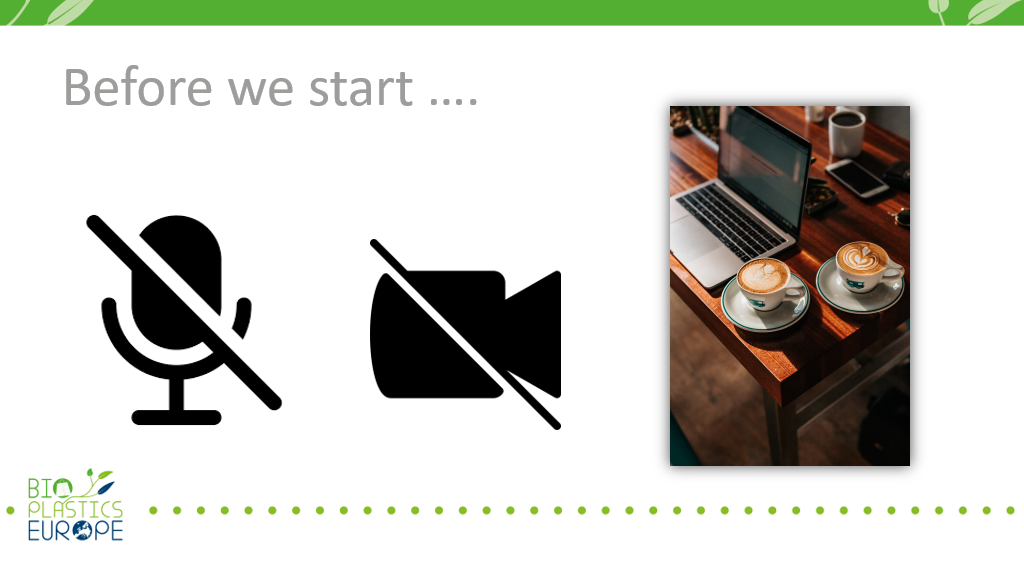 Before we start ....
BIO
PLASTICS
EUROPE